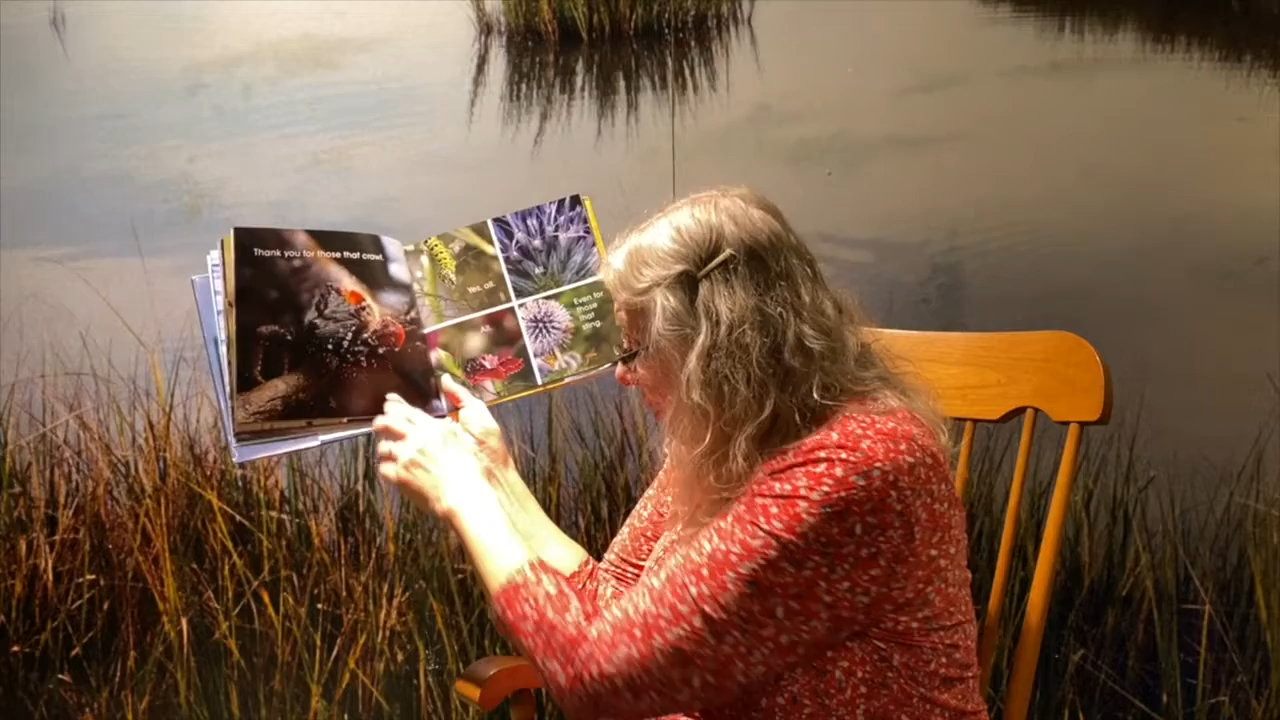 Thank you for those that crawl.
Yes, all.
All.
Even for
those
that
sting.